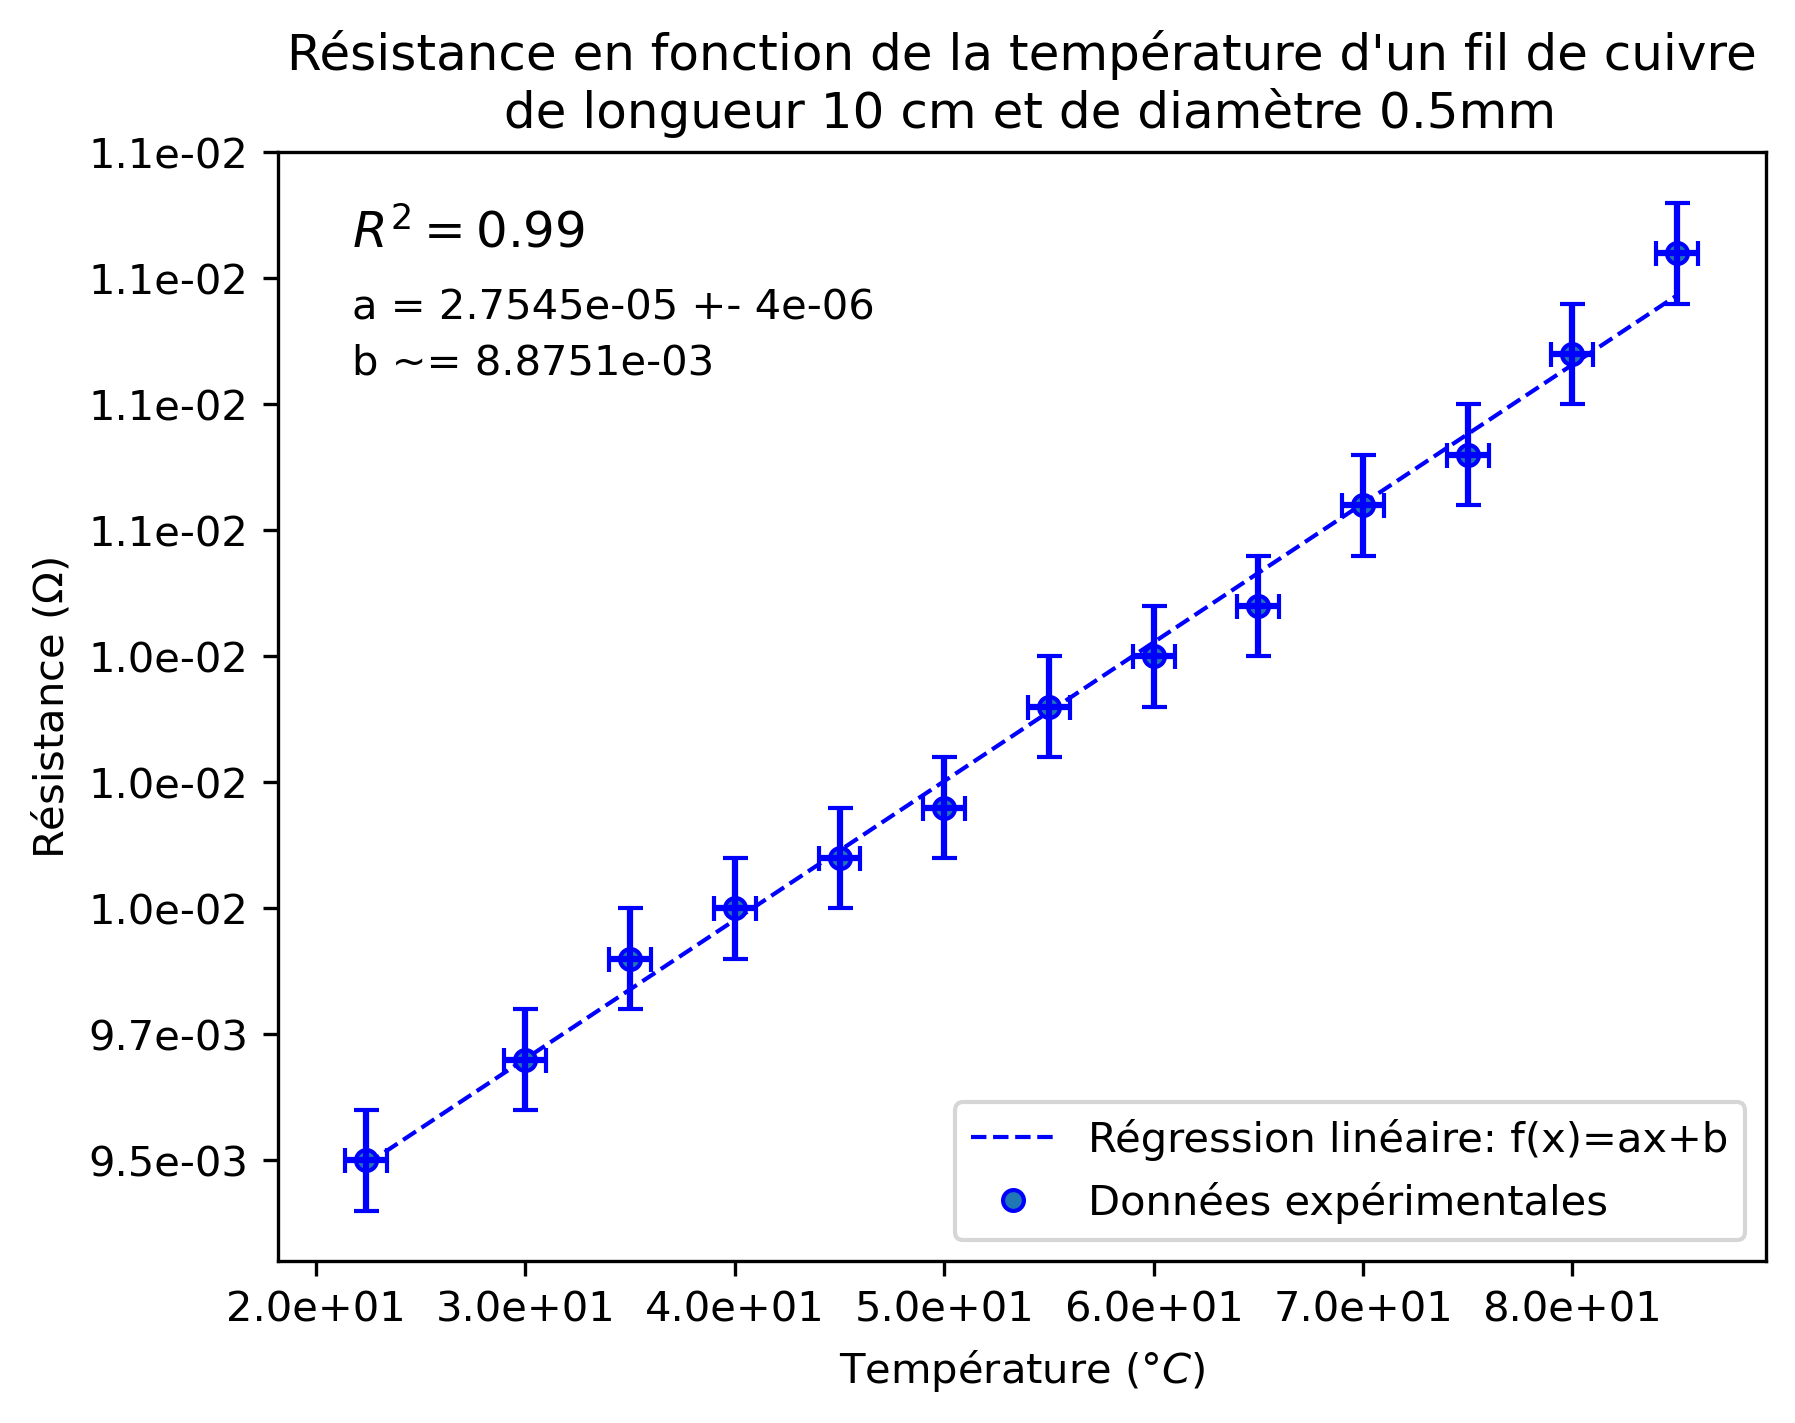 Résistance en fonction de la température d'un fil de cuivre
de longueur 10 cm et de diamètre 0.5mm
R² = 0.99
a = 2.7545e-05 +- 4e-06
b ~= 8.8751e-03
1.1e-02
1.1e-02
1.1e-02
1.1e-02
1.0e-02
1.0e-02
1.0e-02
9.7e-03
9.5e-03
Résistance (Ω)
Régression linéaire: f(x)=ax+b
Données expérimentales
2.0e+01 3.0e+01 4.0e+01 5.0e+01 6.0e+01 7.0e+01 8.0e+01
Température (°C)